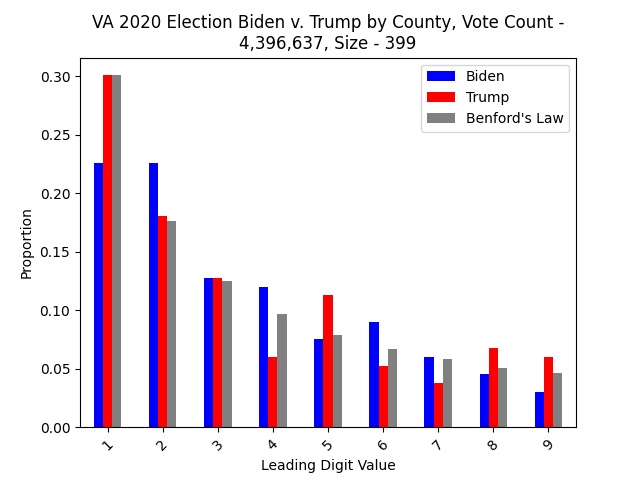 VA 2020 Election Biden v. Trump by County, Vote Count -
4,396,637, Size - 399
Biden
Trump
Benford's Law
0.30
0.25
0.20
0.15
0.10
0.05
0.00
Proportion
1 2 3 4 5 6 7 8 9
Leading Digit Value